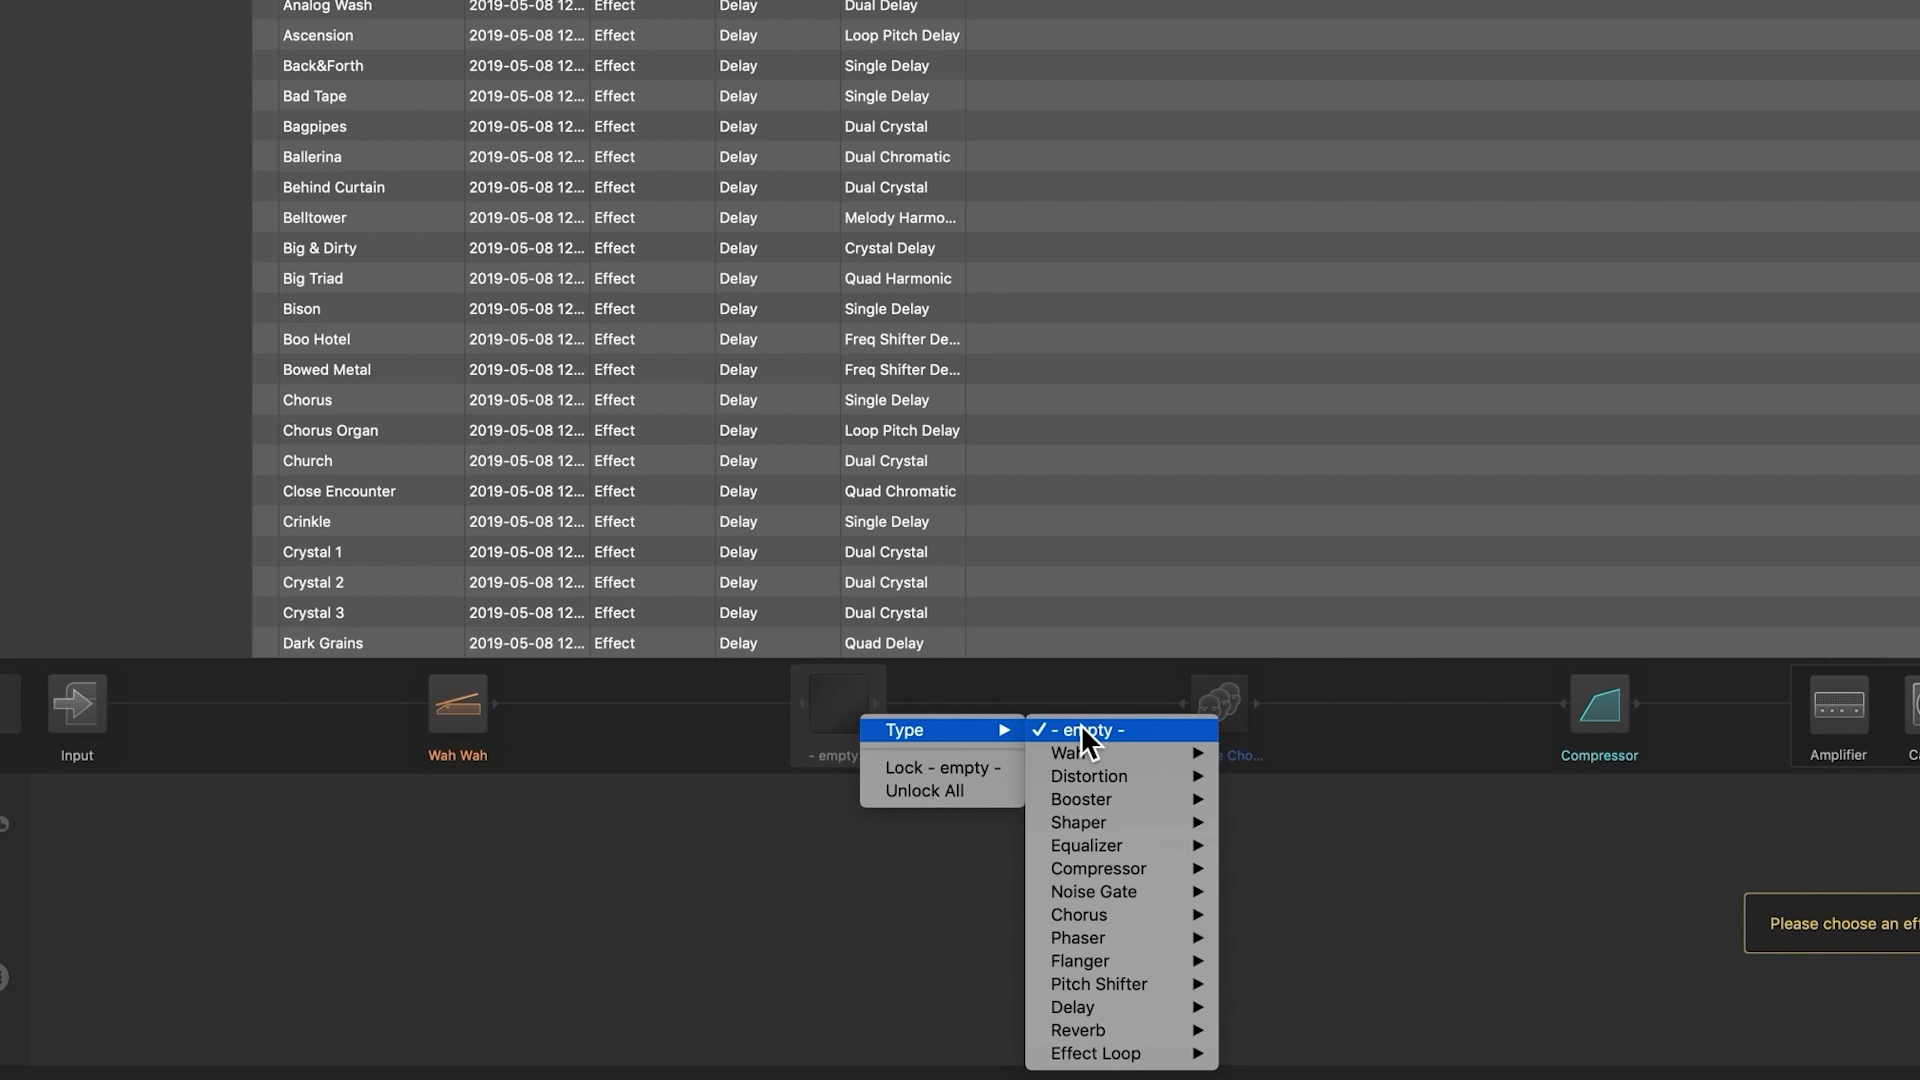 Analog Wash 2019-05-08 12... Effect Delay Dual Delay
Ascension 2019-05-08 12... Effect Delay Loop Pitch Delay
Back&Forth 2019-05-08 12... Effect Delay Single Delay
Bad Tape 2019-05-08 12... Effect Delay Single Delay
Bagpipes 2019-05-08 12... Effect Delay Dual Crystal
Ballerina 2019-05-08 12... Effect Delay Dual Chromatic
Behind Curtain 2019-05-08 12... Effect Delay Dual Crystal
Belltower 2019-05-08 12... Effect Delay Melody Harmo...
Big & Dirty 2019-05-08 12... Effect Delay Crystal Delay
Big Triad 2019-05-08 12... Effect Delay Quad Harmonic
Bison 2019-05-08 12... Effect Delay Single Delay
Boo Hotel 2019-05-08 12... Effect Delay Freq Shifter De...
Bowed Metal 2019-05-08 12... Effect Delay Freq Shifter De...
Chorus 2019-05-08 12... Effect Delay Single Delay
Chorus Organ 2019-05-08 12... Effect Delay Loop Pitch Delay
Church 2019-05-08 12... Effect Delay Dual Crystal
Close Encounter 2019-05-08 12... Effect Delay Quad Chromatic
Crinkle 2019-05-08 12... Effect Delay Single Delay
Crystal 1 2019-05-08 12... Effect Delay Dual Crystal
Crystal 2 2019-05-08 12... Effect Delay Dual Crystal
Crystal 3 2019-05-08 12... Effect Delay Dual Crystal
Dark Grains 2019-05-08 12... Effect Delay Quad Delay
Input Wah Wah - empty Cho... Compressor Amplifier
Type
Lock - empty -
Unlock All
✓ - empty -
Wah
Distortion
Booster
Shaper
Equalizer
Compressor
Noise Gate
Chorus
Phaser
Flanger
Pitch Shifter
Delay
Reverb
Effect Loop
Please choose an